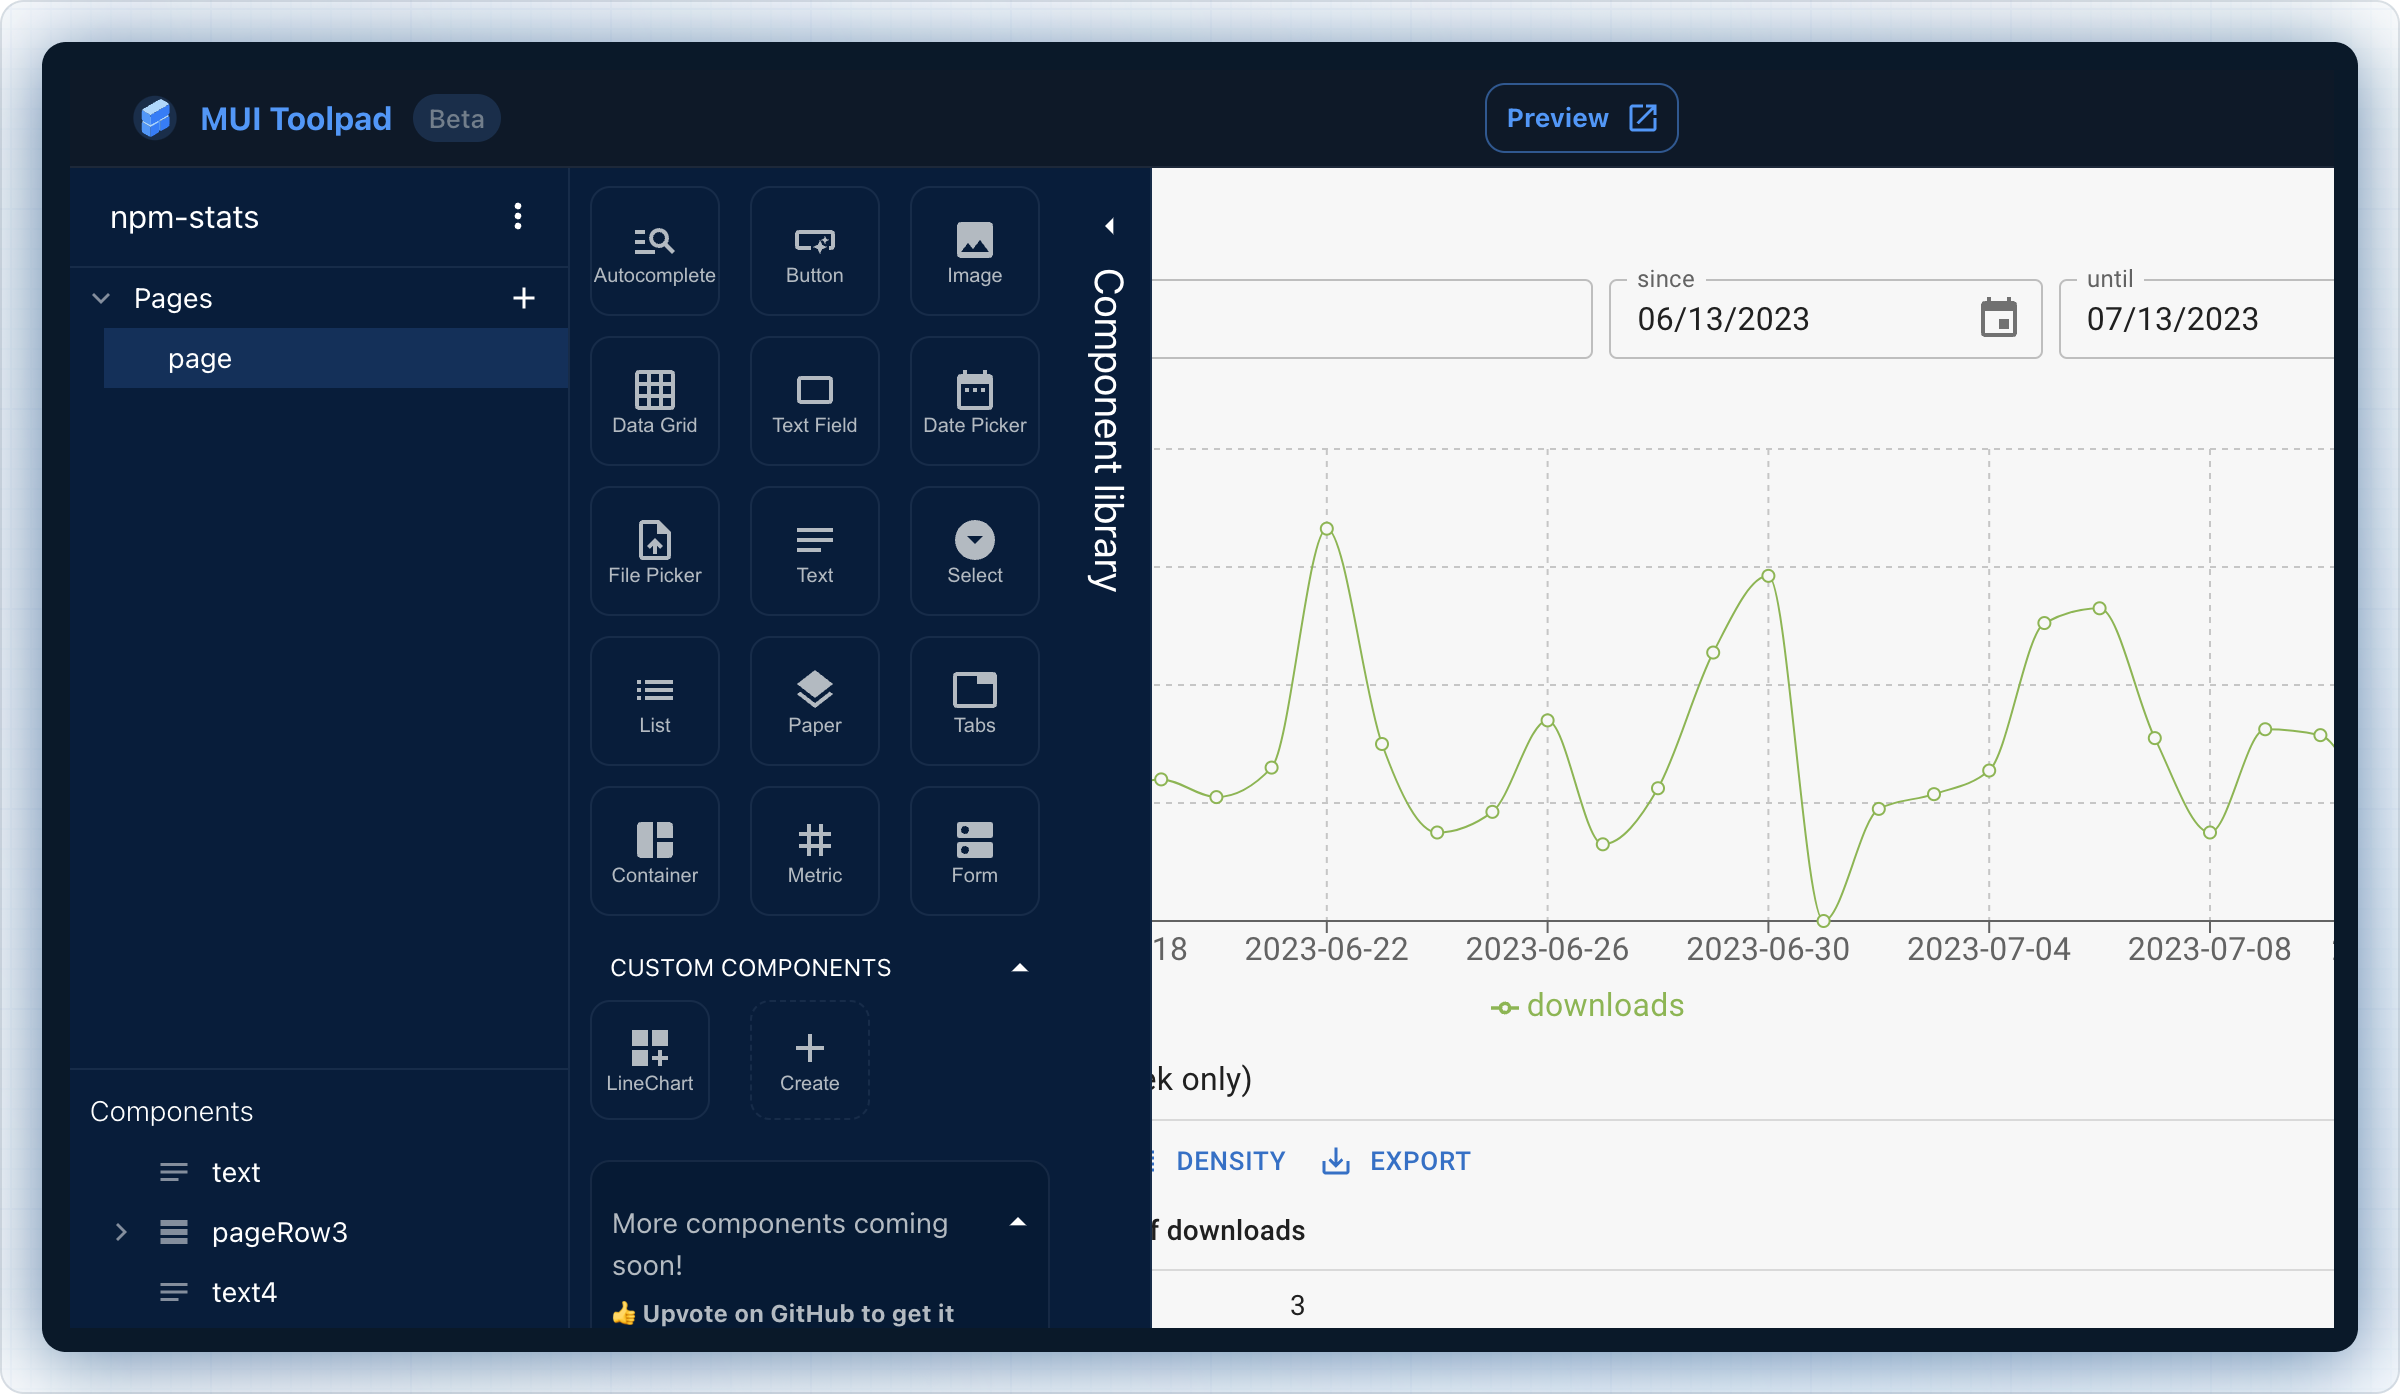 MUI Toolpad
Beta
Preview
npm-stats
Pages
page
Components
text
pageRow3
text4
Autocomplete
Button
Image
Data Grid
Text Field
Date Picker
File Picker
Text
Select
List
Paper
Tabs
Container
Metric
Form
CUSTOM COMPONENTS
LineChart
Create
More components coming
soon!
👍 Upvote on GitHub to get it
Component library
since
06/13/2023
until
07/13/2023
18
2023-06-22
2023-06-26
2023-06-30
2023-07-04
2023-07-08
downloads
only)
DENSITY
EXPORT
downloads
3